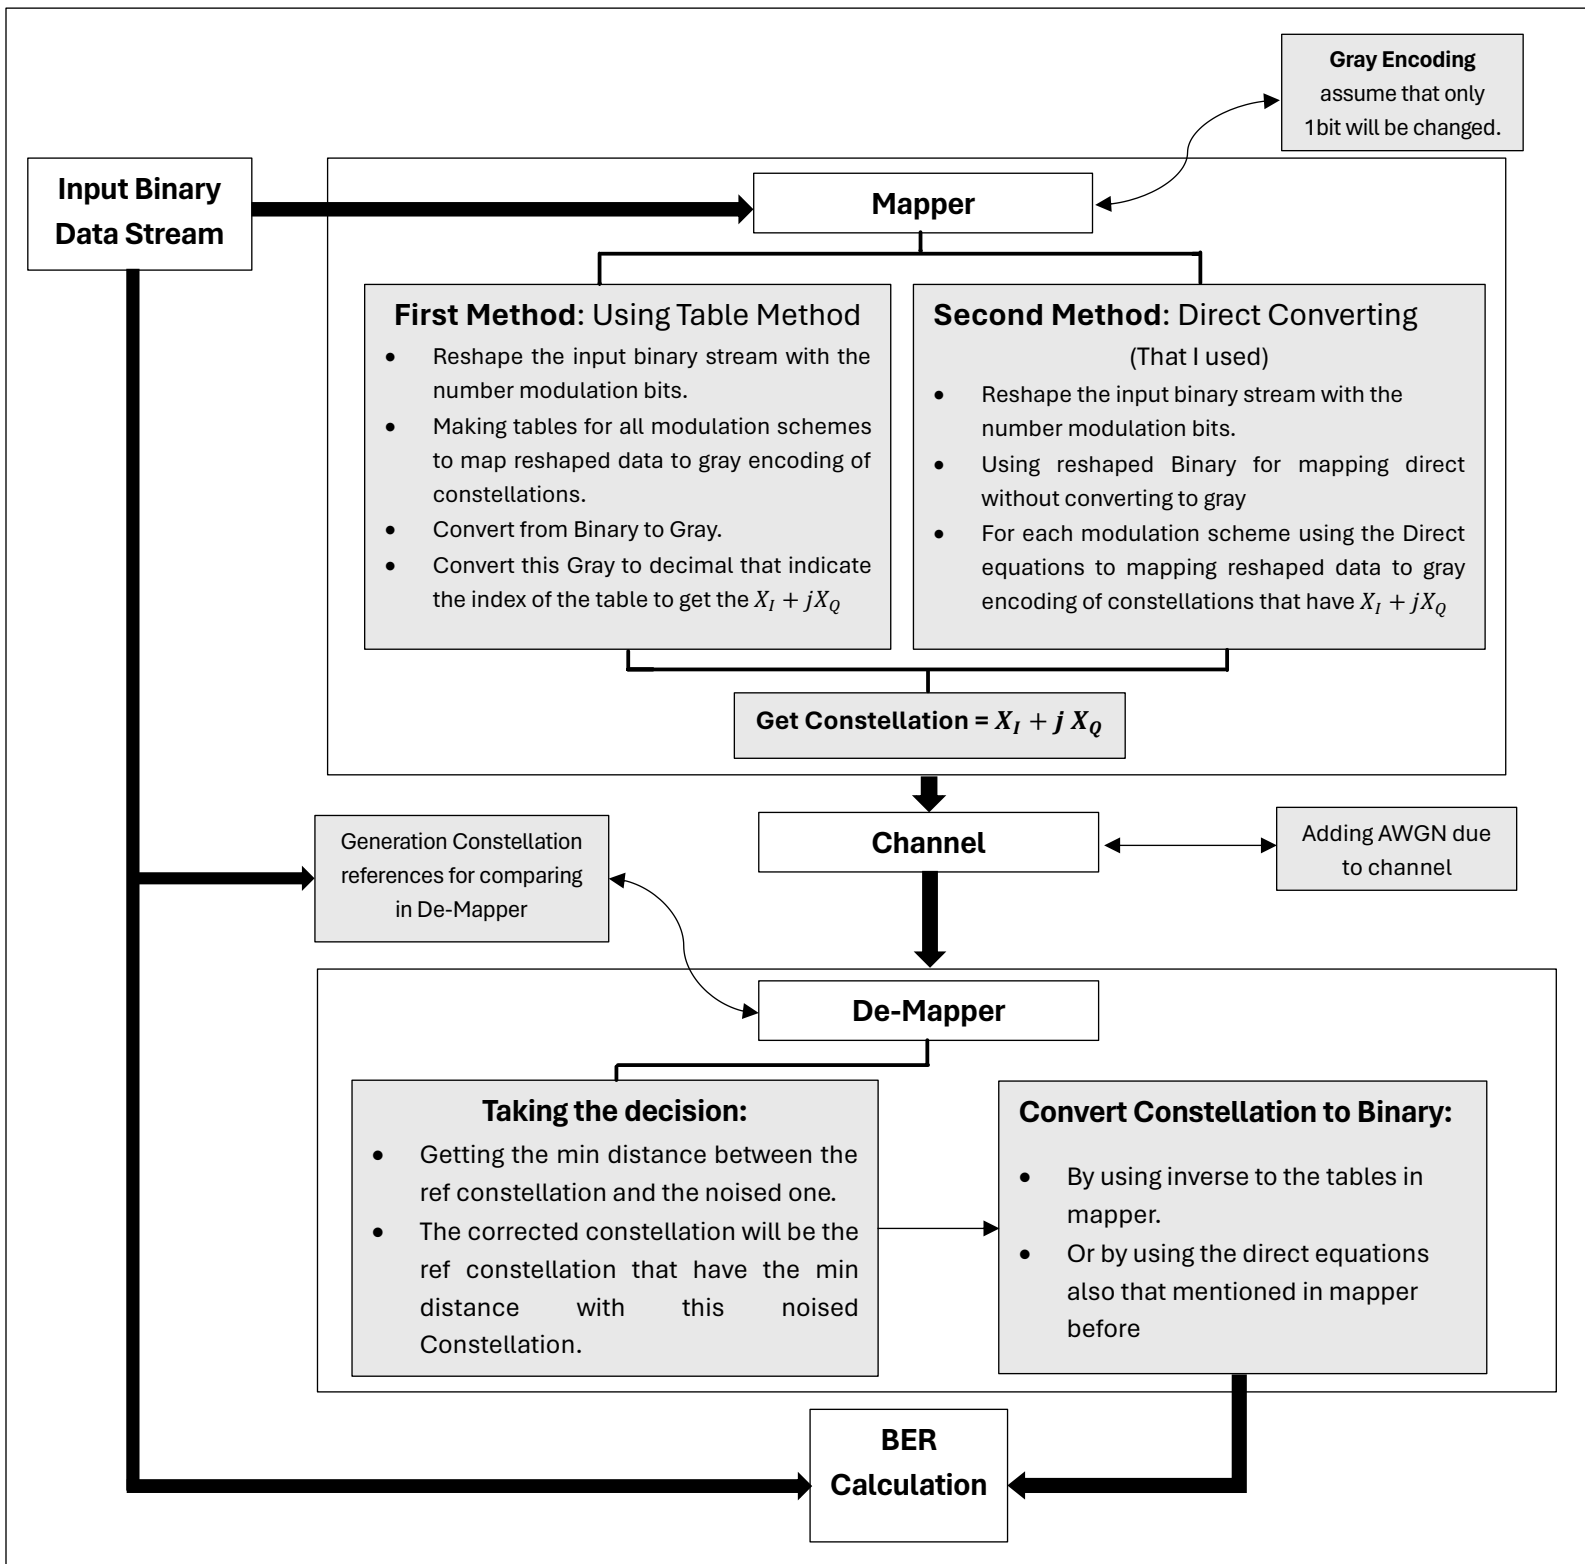 Gray Encoding
assume that only
1bit will be changed.
Input Binary
Data Stream
Mapper
First Method: Using Table Method
• Reshape the input binary stream with the
number modulation bits.
• Making tables for all modulation schemes
to map reshaped data to gray encoding of
constellations.
• Convert from Binary to Gray.
• Convert this Gray to decimal that indicate
the index of the table to get the X_I + jX_Q
Second Method: Direct Converting
(That I used)
• Reshape the input binary stream with the
number modulation bits.
• Using reshaped Binary for mapping direct
without converting to gray
• For each modulation scheme using the Direct
equations to mapping reshaped data to gray
encoding of constellations that have X_I + jX_Q
Get Constellation = X_I + j X_Q
Channel
Adding AWGN due
to channel
Generation Constellation
references for comparing
in De-Mapper
De-Mapper
Taking the decision:
• Getting the min distance between the
ref constellation and the noised one.
• The corrected constellation will be the
ref constellation that have the min
distance with this noised
Constellation.
Convert Constellation to Binary:
• By using inverse to the tables in
mapper.
• Or by using the direct equations
also that mentioned in mapper
before
BER
Calculation